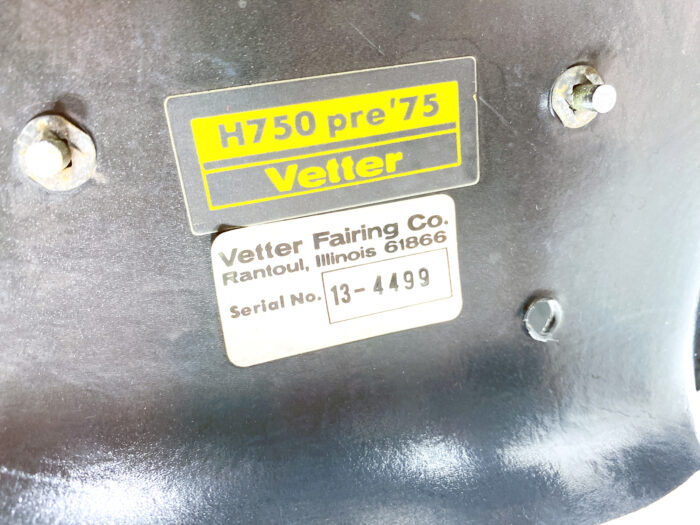 H750 pre'75
Vetter
Vetter Fairing Co.
Rantoul, Illinois 61866
Serial No. 13-4499